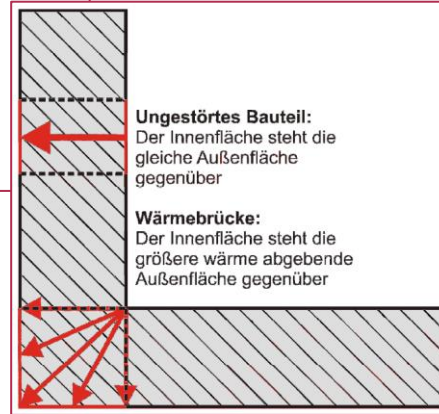 Ungestörtes Bauteil:
Der Innenfläche steht die
gleiche Außenfläche
gegenüber
Wärmebrücke:
Der Innenfläche steht die
größere wärme abgebende
Außenfläche gegenüber